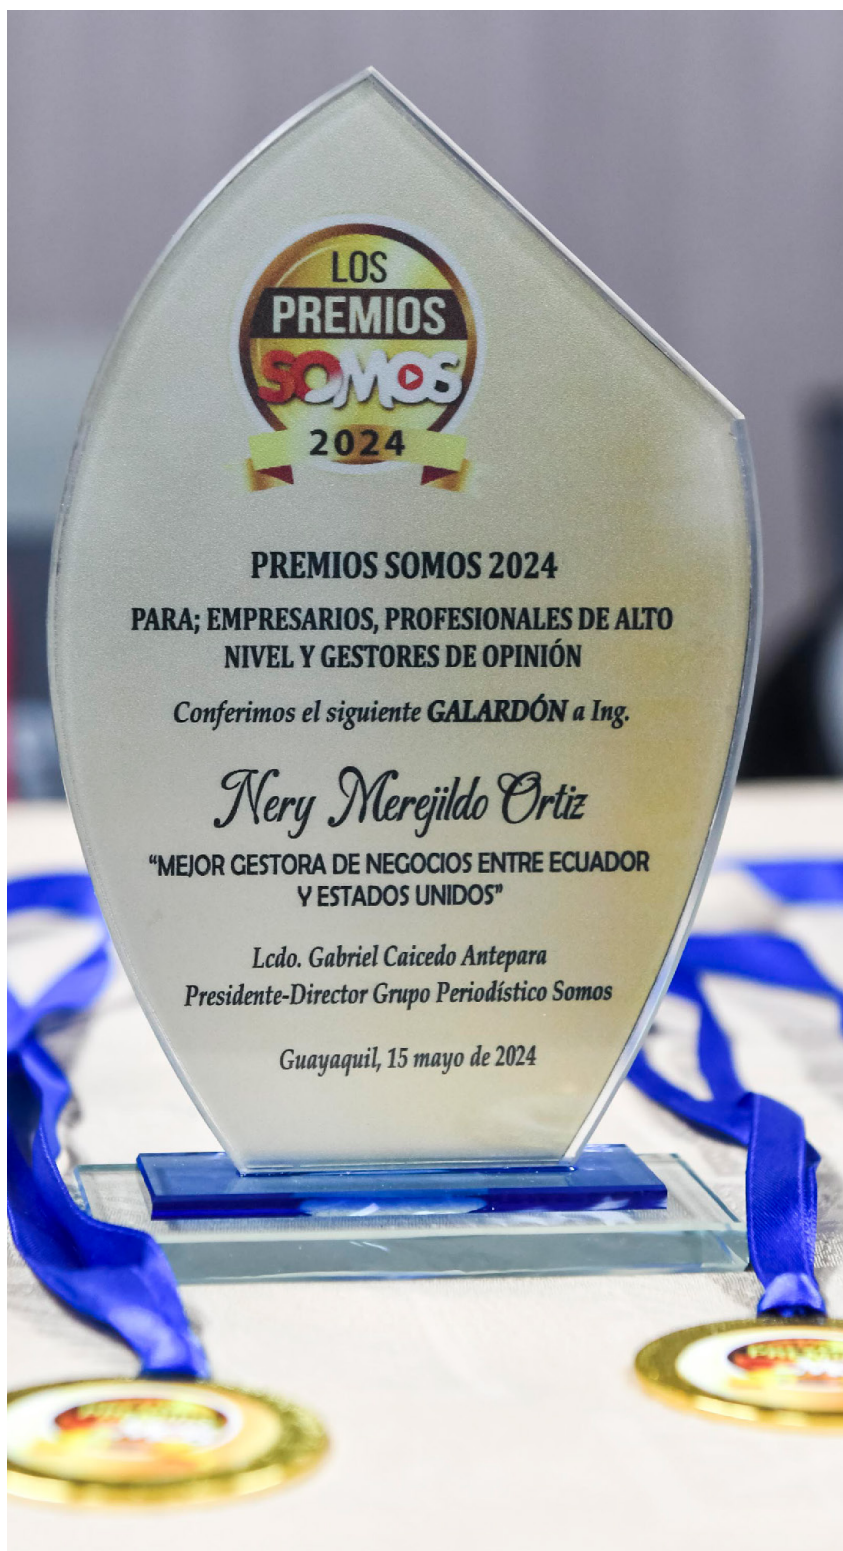 LOS
PREMIOS
SOMOS
2024
PREMIOS SOMOS 2024
PARA; EMPRESARIOS, PROFESIONALES DE ALTO
NIVEL Y GESTORES DE OPINIÓN
Conferimos el siguiente GALARDÓN a Ing.
Nery Merejildo Ortiz
“MEJOR GESTORA DE NEGOCIOS ENTRE ECUADOR
Y ESTADOS UNIDOS”
Lcdo. Gabriel Caicedo Antepara
Presidente-Director Grupo Periodístico Somos
Guayaquil, 15 mayo de 2024